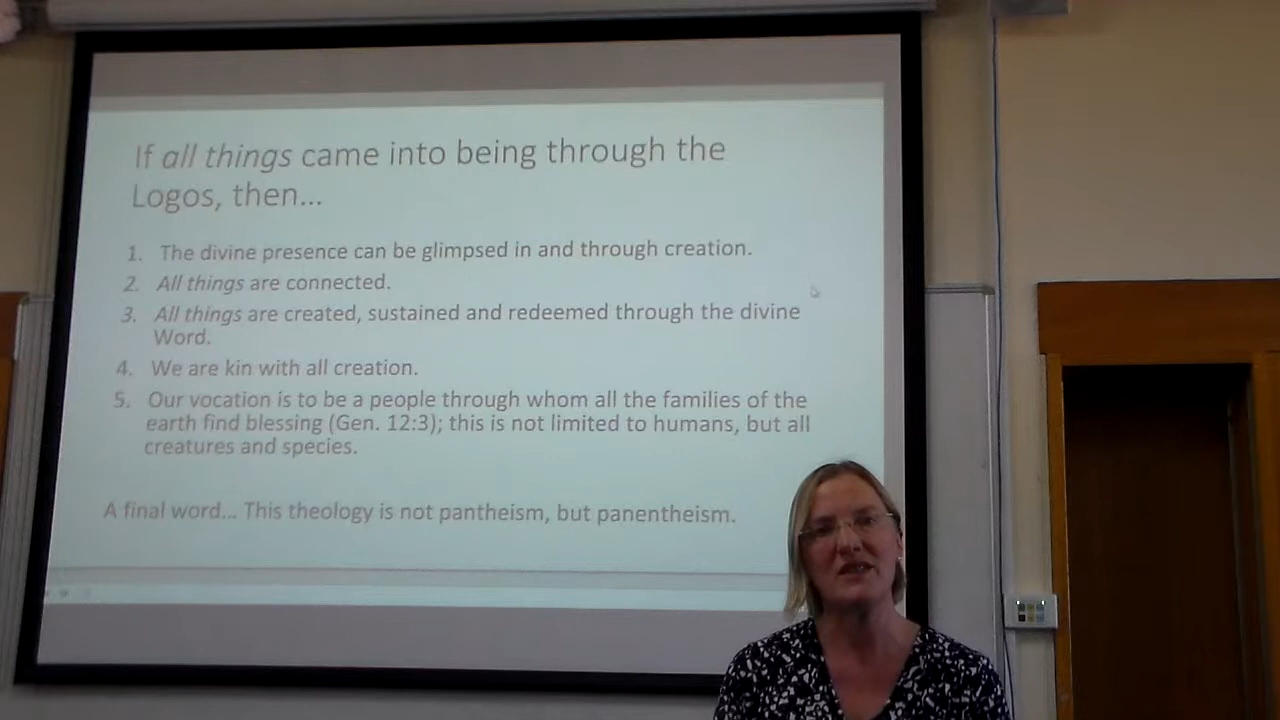 If all things came into being through the
Logos, then...
1. The divine presence can be glimpsed in and through creation.
2. All things are connected.
3. All things are created, sustained and redeemed through the divine
Word.
4. We are kin with all creation.
5. Our vocation is to be a people through whom all the families of the
earth find blessing (Gen. 12:3); this is not limited to humans, but all
creatures and species.
A final word... This theology is not pantheism, but panentheism.